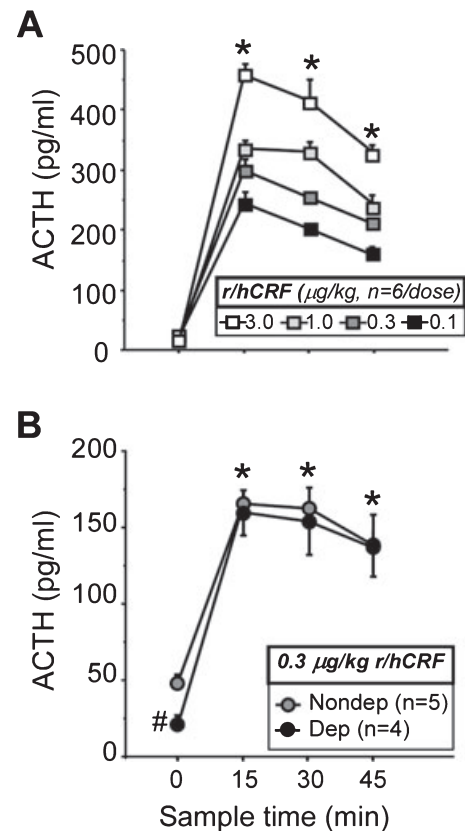 A
*
*
*
500
400
300
200
100
0
ACTH (pg/ml)
r/hCRF (μg/kg, n=6/dose)
3.0 1.0 0.3 0.1
B
*
*
*
200
150
50
0
ACTH (pg/ml)
#
0.3 μg/kg r/hCRF
Nondep (n=5)
Dep (n=4)
0 15 30 45
Sample time (min)